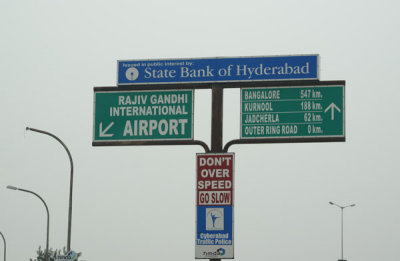 Issued in public interest by:
State Bank of Hyderabad
RAJIV GANDHI
INTERNATIONAL
AIRPORT
BANGALORE 547 km.
KURNOOL 188 km.
JADCHERLA 62 km.
OUTER RING ROAD 0 km.
DON'T
OVER
SPEED
GO SLOW
Cyberabad
Traffic Police
hmda